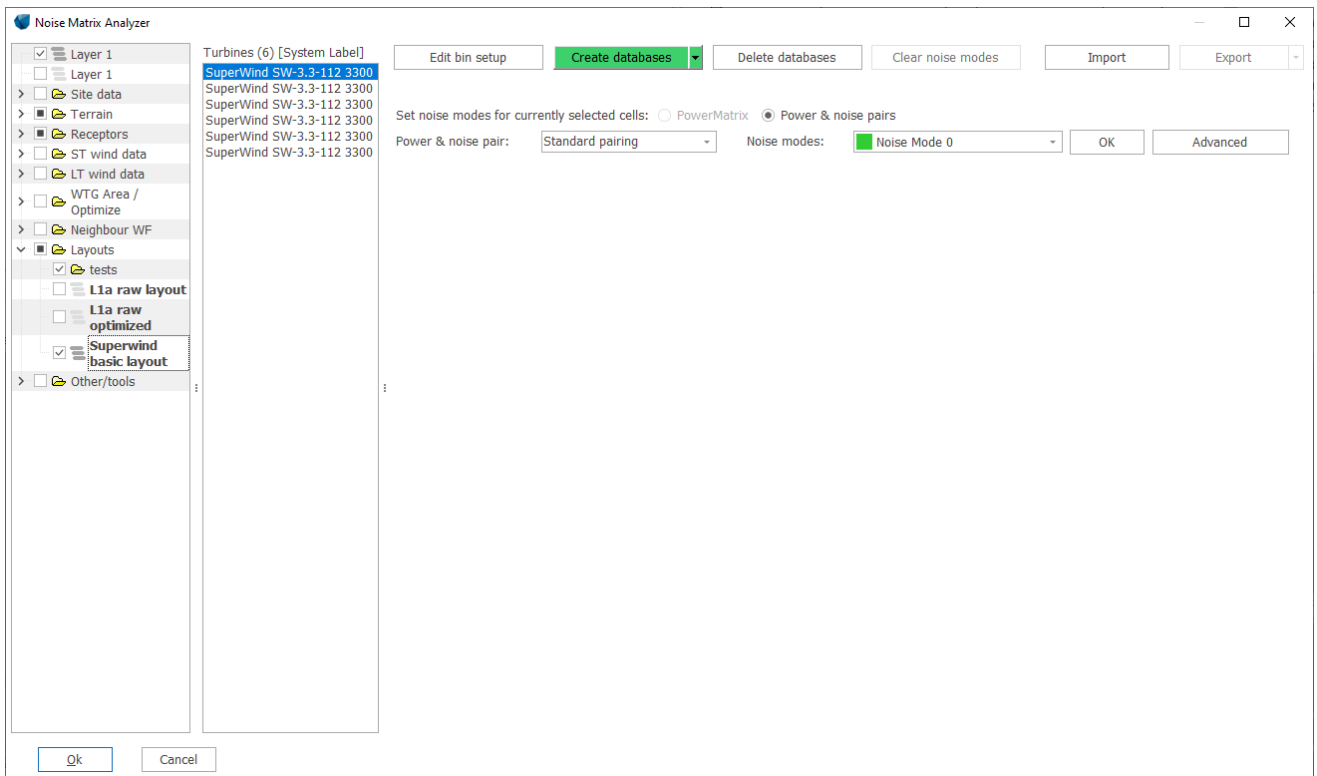 Noise Matrix Analyzer
Layer 1
Layer 1
Site data
Terrain
Receptors
ST wind data
LT wind data
WTG Area /
Optimize
Neighbour WF
Layouts
tests
L1a raw layout
L1a raw
optimized
Superwind
basic layout
Other/tools
Turbines (6) [System Label]
SuperWind SW-3.3-112 3300
SuperWind SW-3.3-112 3300
SuperWind SW-3.3-112 3300
SuperWind SW-3.3-112 3300
SuperWind SW-3.3-112 3300
SuperWind SW-3.3-112 3300
Edit bin setup Create databases Delete databases Clear noise modes Import Export
Set noise modes for currently selected cells: PowerMatrix Power & noise pairs
Power & noise pair: Standard pairing Noise modes: Noise Mode 0 OK Advanced
Ok Cancel